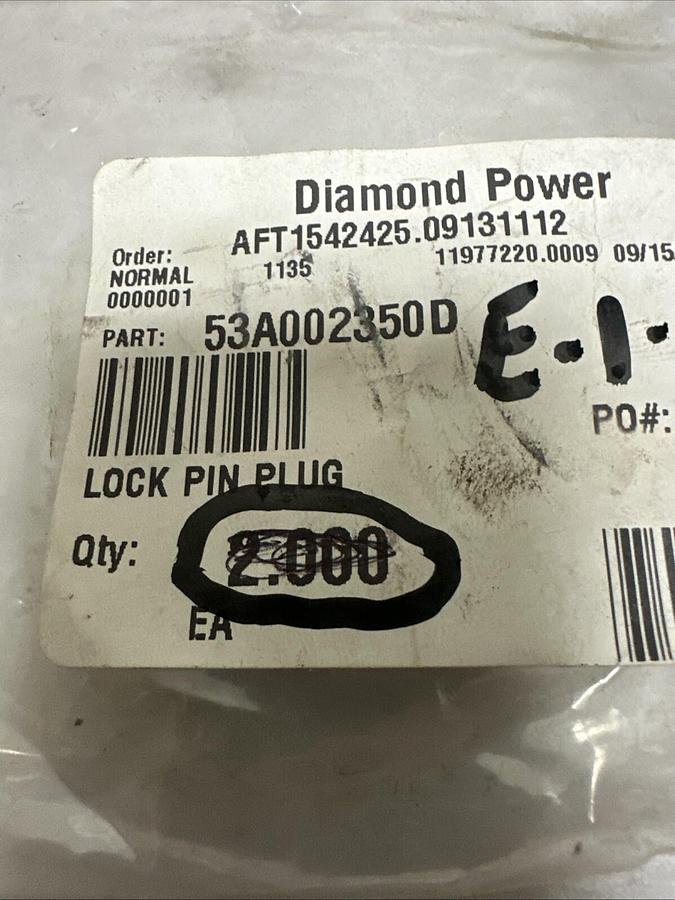 Diamond Power
AFT1542425.09131112
Order: 1135 11977220.0009 09/15
NORMAL
0000001
PART: 53A002350D
E-1-
PO#:
LOCK PIN PLUG
Qty: 2.000
EA